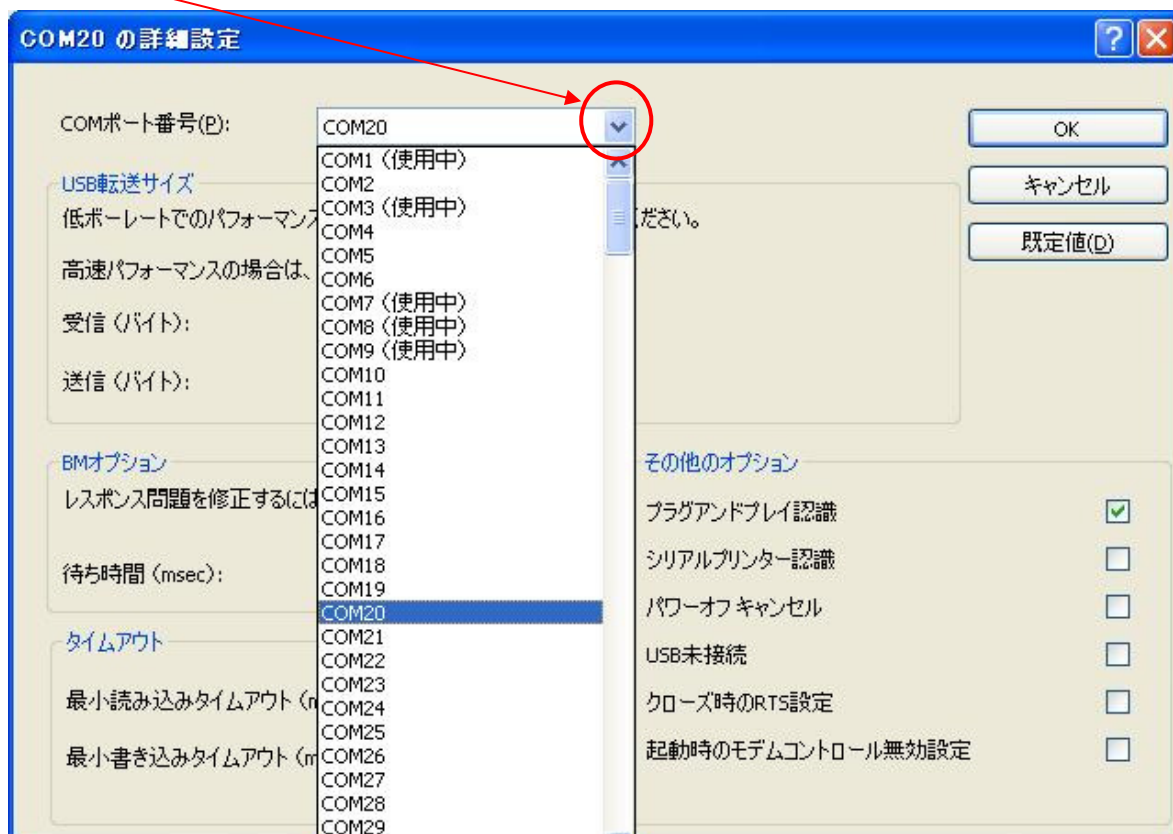 COM20 の詳細設定
COMポート番号(P):
COM20
OK
キャンセル
既定値(D)
COM1 (使用中)
COM2
COM3 (使用中)
COM4
COM5
COM6
COM7 (使用中)
COM8 (使用中)
COM9 (使用中)
COM10
COM11
COM12
COM13
COM14
COM15
COM16
COM17
COM18
COM19
COM20
COM21
COM22
COM23
COM24
COM25
COM26
COM27
COM28
COM29
USB転送サイズ
低ボーレートでのパフォーマンス ださい。
高速パフォーマンスの場合は、
受信 (バイト):
送信 (バイト):
BMオプション
レスポンス問題を修正するには
待ち時間 (msec):
タイムアウト
最小読み込みタイムアウト (m
最小書き込みタイムアウト (m
その他のオプション
プラグアンドプレイ認識
シリアルプリンター認識
パワーオフ キャンセル
USB未接続
クローズ時のRTS設定
起動時のモデムコントロール無効設定